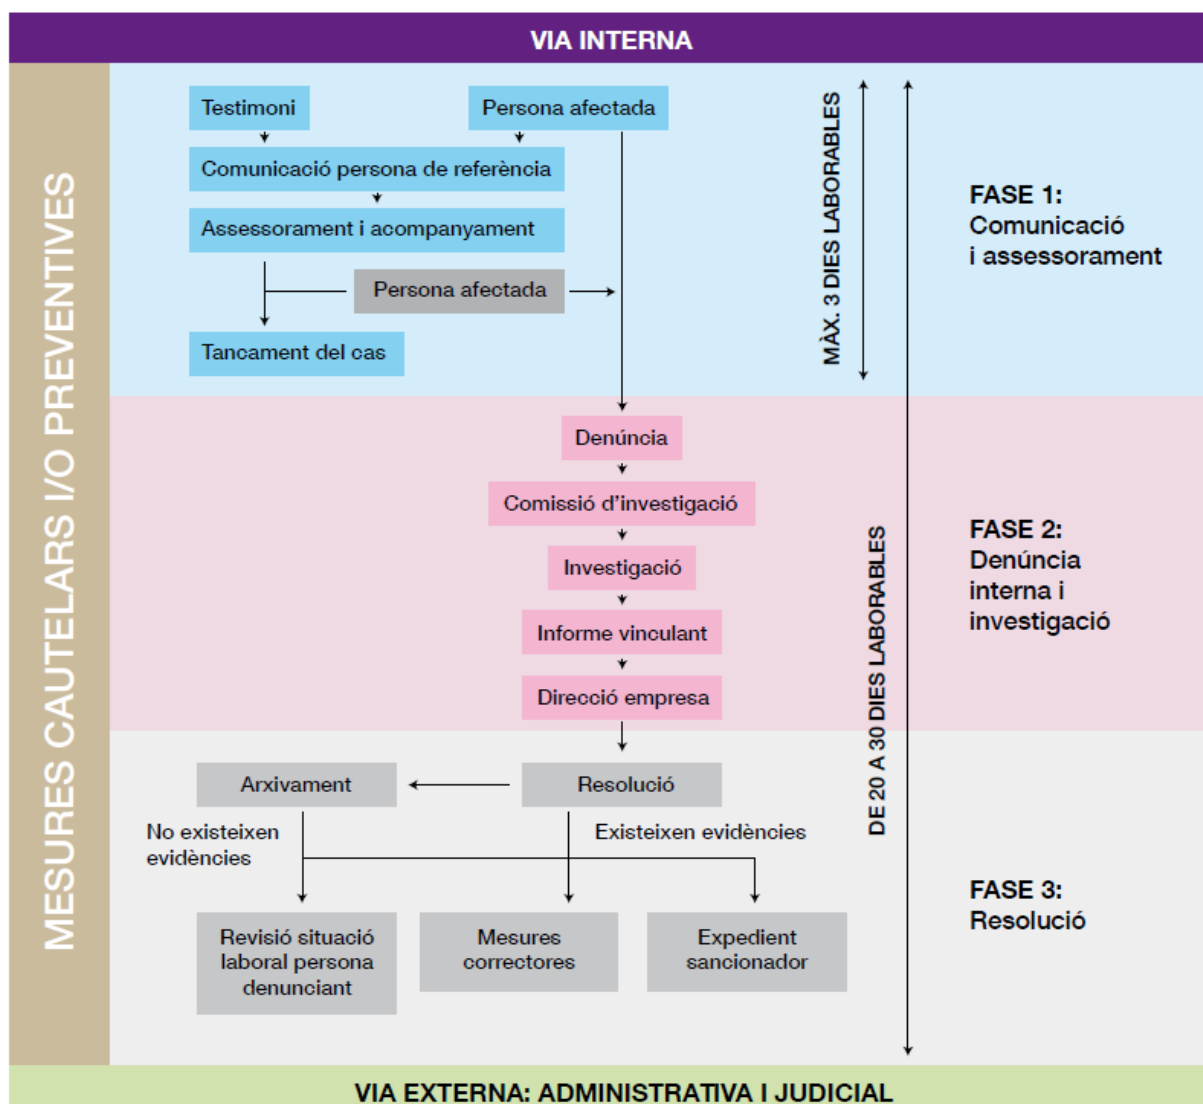 VIA INTERNA
MESURES CAUTELARS I/O PREVENTIVES
Testimoni
Persona afectada
Comunicació persona de referència
Assessorament i acompanyament
Persona afectada
Tancament del cas
MÀX. 3 DIES LABORABLES
FASE 1:
Comunicació
i assessorament
Denúncia
Comissió d’investigació
Investigació
Informe vinculant
Direcció empresa
DE 20 A 30 DIES LABORABLES
FASE 2:
Denúncia
interna i
investigació
Arxivament
Resolució
No existeixen
evidències
Existeixen evidències
Revisió situació
laboral persona
denunciant
Mesures
correctores
Expedient
sancionador
FASE 3:
Resolució
VIA EXTERNA: ADMINISTRATIVA I JUDICIAL